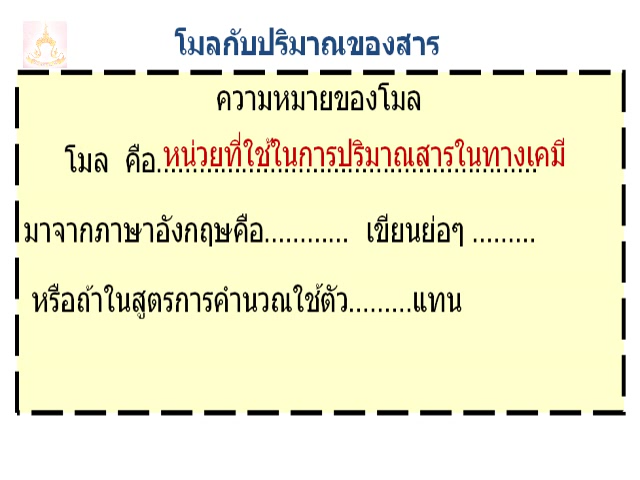 โมลกับปริมาณของสาร
ความหมายของโมล
โมล คือ......................................................
หน่วยที่ใช้ในการปริมาณสารในทางเคมี
มาจากภาษาอังกฤษคือ............ เขียนย่อๆ .........
หรือถ้าในสูตรการคำนวณใช้ตัว.........แทน